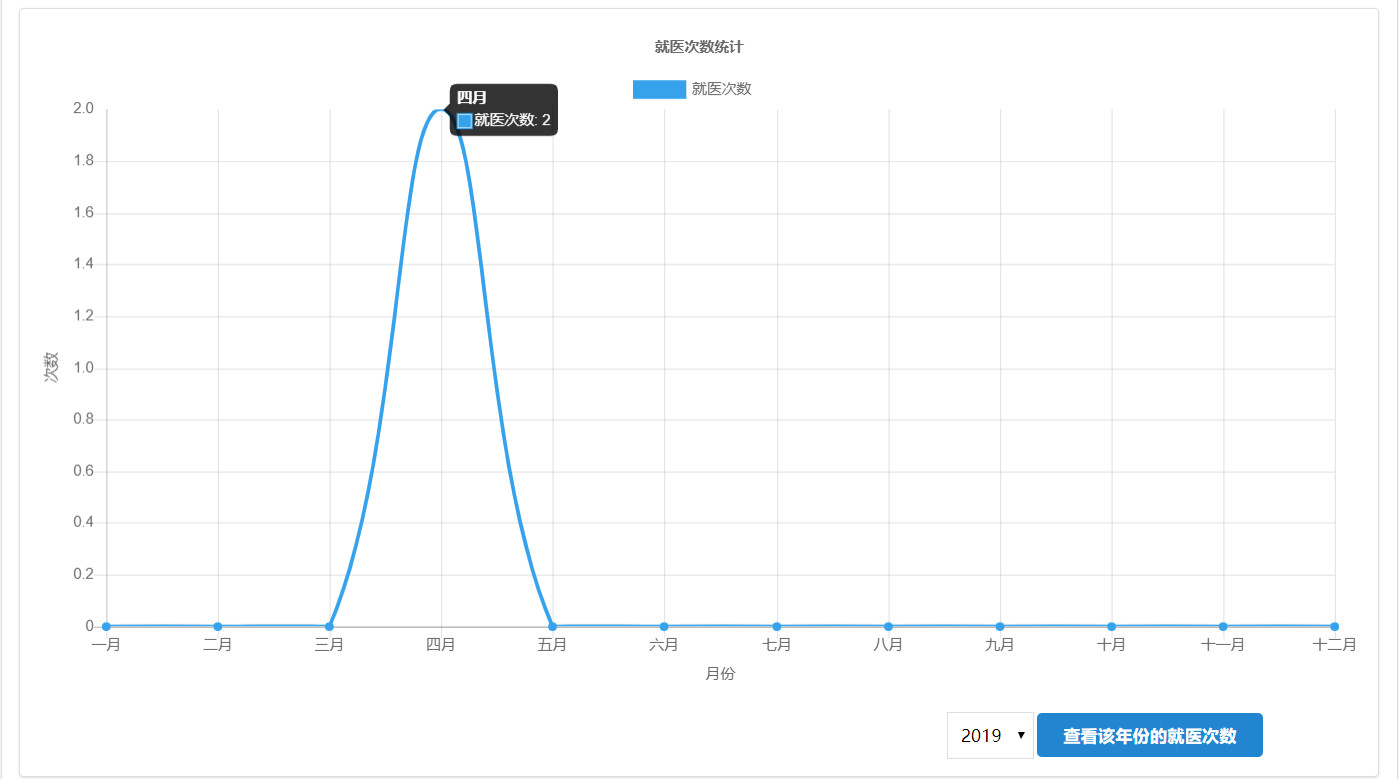 就医次数统计
就医次数
四月
就医次数: 2
2.0
1.8
1.6
1.4
1.2
1.0
0.8
0.6
0.4
0.2
0
次数
一月 二月 三月 四月 五月 六月 七月 八月 九月 十月 十一月 十二月
月份
2019 查看该年份的就医次数